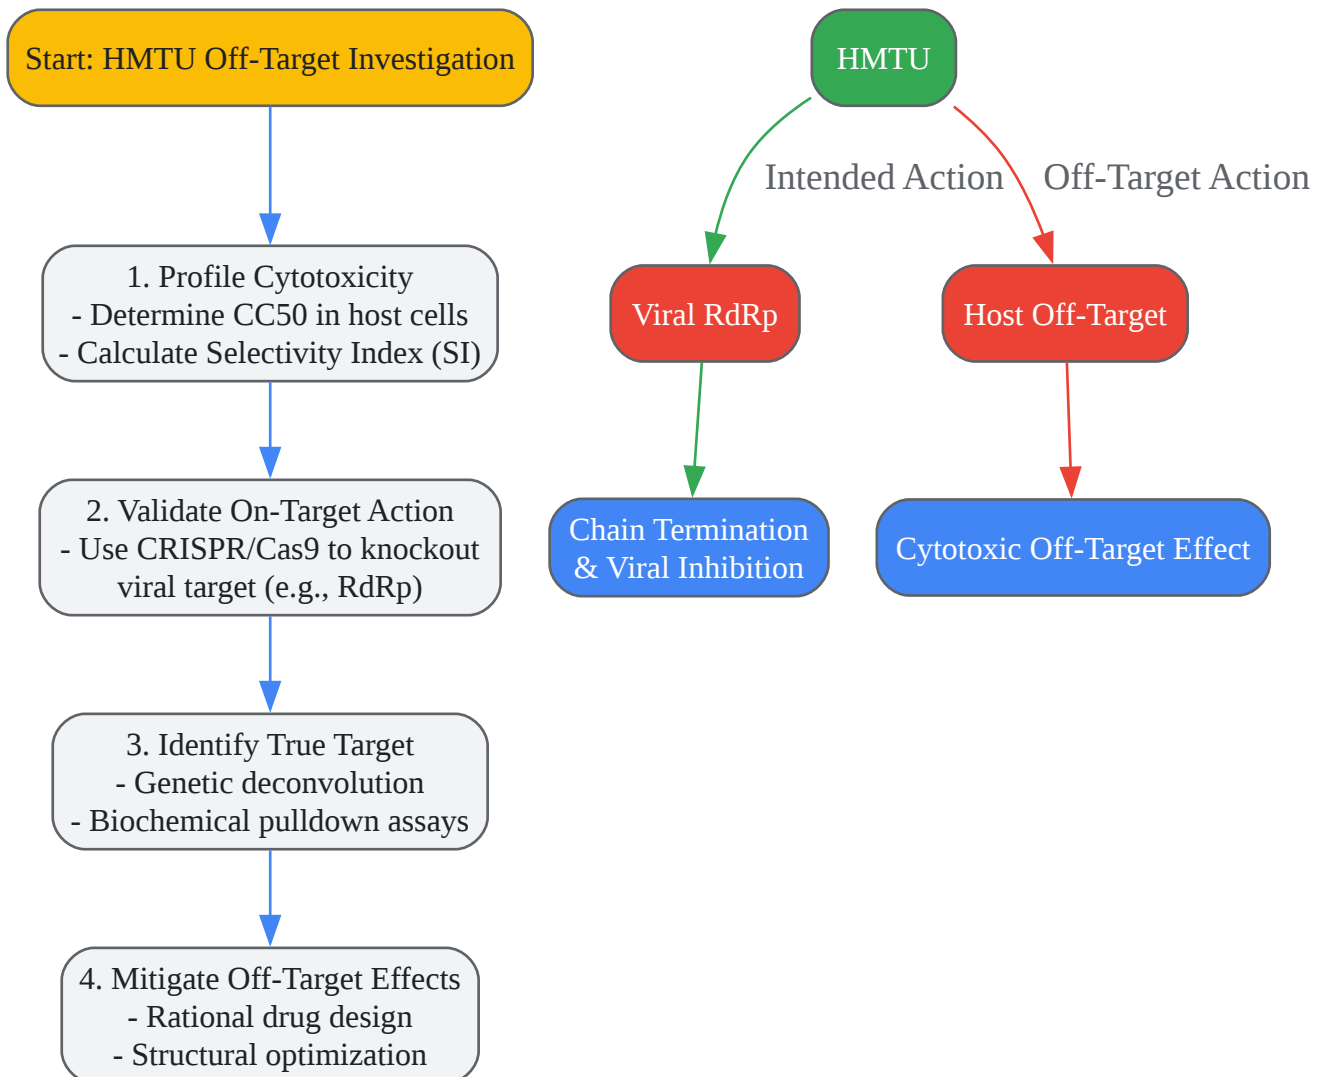 Start: HMTU Off-Target Investigation
1. Profile Cytotoxicity
- Determine CC50 in host cells
- Calculate Selectivity Index (SI)
2. Validate On-Target Action
- Use CRISPR/Cas9 to knockout
viral target (e.g., RdRp)
3. Identify True Target
- Genetic deconvolution
- Biochemical pulldown assays
4. Mitigate Off-Target Effects
- Rational drug design
- Structural optimization
HMTU
Intended Action
Off-Target Action
Viral RdRp
Host Off-Target
Chain Termination
& Viral Inhibition
Cytotoxic Off-Target Effect